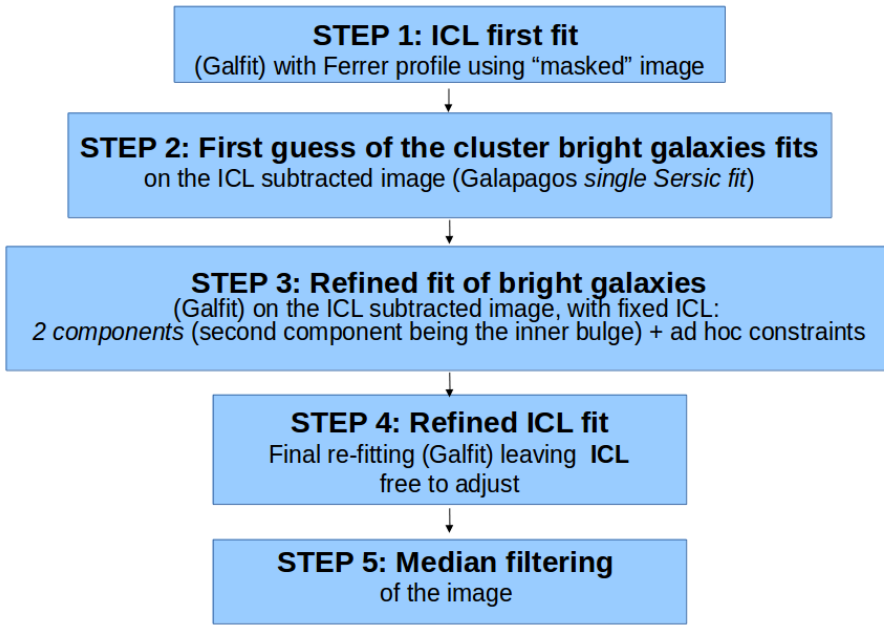 STEP 1: ICL first fit
(Galfit) with Ferrer profile using “masked” image
STEP 2: First guess of the cluster bright galaxies fits
on the ICL subtracted image (Galapagos single Sersic fit)
STEP 3: Refined fit of bright galaxies
(Galfit) on the ICL subtracted image, with fixed ICL:
2 components (second component being the inner bulge) + ad hoc constraints
STEP 4: Refined ICL fit
Final re-fitting (Galfit) leaving ICL
free to adjust
STEP 5: Median filtering
of the image